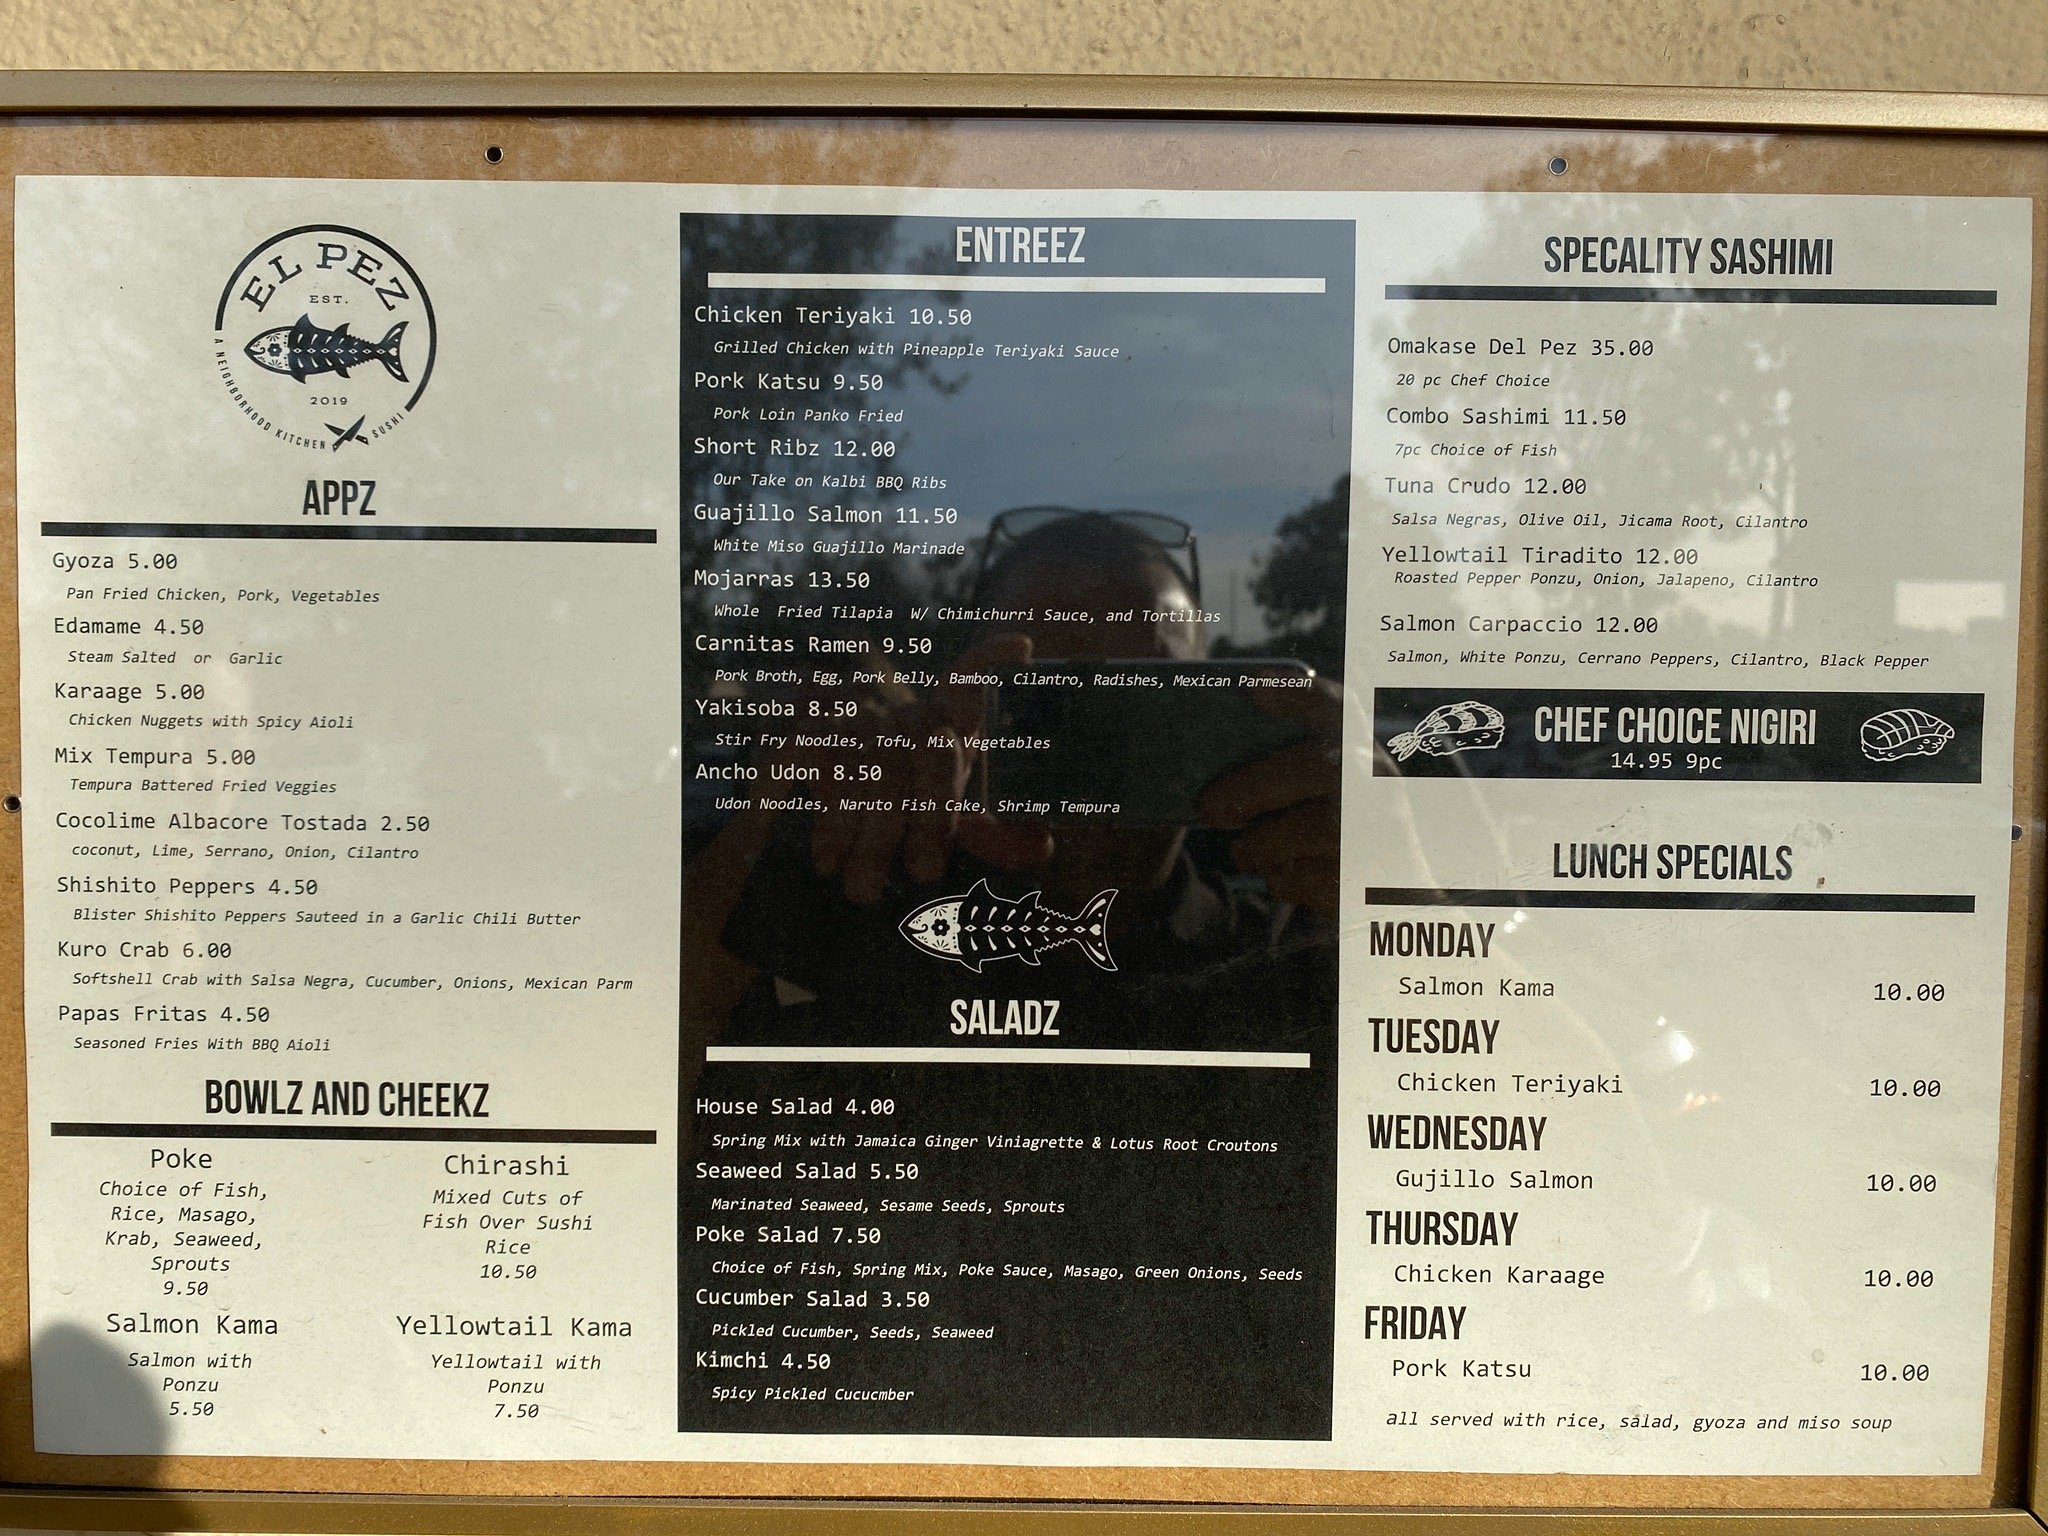 EL PEZ
EST.
2019
A NEIGHBORHOOD KITCHEN SUSHI
APPZ
Gyoza 5.00
Pan Fried Chicken, Pork, Vegetables
Edamame 4.50
Steam Salted or Garlic
Karaage 5.00
Chicken Nuggets with Spicy Aioli
Mix Tempura 5.00
Tempura Battered Fried Veggies
Cocolime Albacore Tostada 2.50
coconut, Lime, Serrano, Onion, Cilantro
Shishito Peppers 4.50
Blister Shishito Peppers Sauteed in a Garlic Chili Butter
Kuro Crab 6.00
Softshell Crab with Salsa Negra, Cucumber, Onions, Mexican Parm
Papas Fritas 4.50
Seasoned Fries With BBQ Aioli
BOWLZ AND CHEEKZ
Poke
Choice of Fish,
Rice, Masago,
Krab, Seaweed,
Sprouts
9.50
Chirashi
Mixed Cuts of
Fish Over Sushi
Rice
10.50
Salmon Kama
Salmon with
Ponzu
5.50
Yellowtail Kama
Yellowtail with
Ponzu
7.50
ENTREEZ
Chicken Teriyaki 10.50
Grilled Chicken with Pineapple Teriyaki Sauce
Pork Katsu 9.50
Pork Loin Panko Fried
Short Ribz 12.00
Our Take on Kalbi BBQ Ribs
Guajillo Salmon 11.50
White Miso Guajillo Marinade
Mojarras 13.50
Whole Fried Tilapia W/ Chimichurri Sauce, and Tortillas
Carnitas Ramen 9.50
Pork Broth, Egg, Pork Belly, Bamboo, Cilantro, Radishes, Mexican Parmesean
Yakisoba 8.50
Stir Fry Noodles, Tofu, Mix Vegetables
Ancho Udon 8.50
Udon Noodles, Naruto Fish Cake, Shrimp Tempura
SALADZ
House Salad 4.00
Spring Mix with Jamaica Ginger Viniagrette & Lotus Root Croutons
Seaweed Salad 5.50
Marinated Seaweed, Sesame Seeds, Sprouts
Poke Salad 7.50
Choice of Fish, Spring Mix, Poke Sauce, Masago, Green Onions, Seeds
Cucumber Salad 3.50
Pickled Cucumber, Seeds, Seaweed
Kimchi 4.50
Spicy Pickled Cucucmber
SPECALITY SASHIMI
Omakase Del Pez 35.00
20 pc Chef Choice
Combo Sashimi 11.50
7pc Choice of Fish
Tuna Crudo 12.00
Salsa Negras, Olive Oil, Jicama Root, Cilantro
Yellowtail Tiradito 12.00
Roasted Pepper Ponzu, Onion, Jalapeno, Cilantro
Salmon Carpaccio 12.00
Salmon, White Ponzu, Cerrano Peppers, Cilantro, Black Pepper
CHEF CHOICE NIGIRI
14.95 9pc
LUNCH SPECIALS
MONDAY
Salmon Kama 10.00
TUESDAY
Chicken Teriyaki 10.00
WEDNESDAY
Gujillo Salmon 10.00
THURSDAY
Chicken Karaage 10.00
FRIDAY
Pork Katsu 10.00
all served with rice, salad, gyoza and miso soup